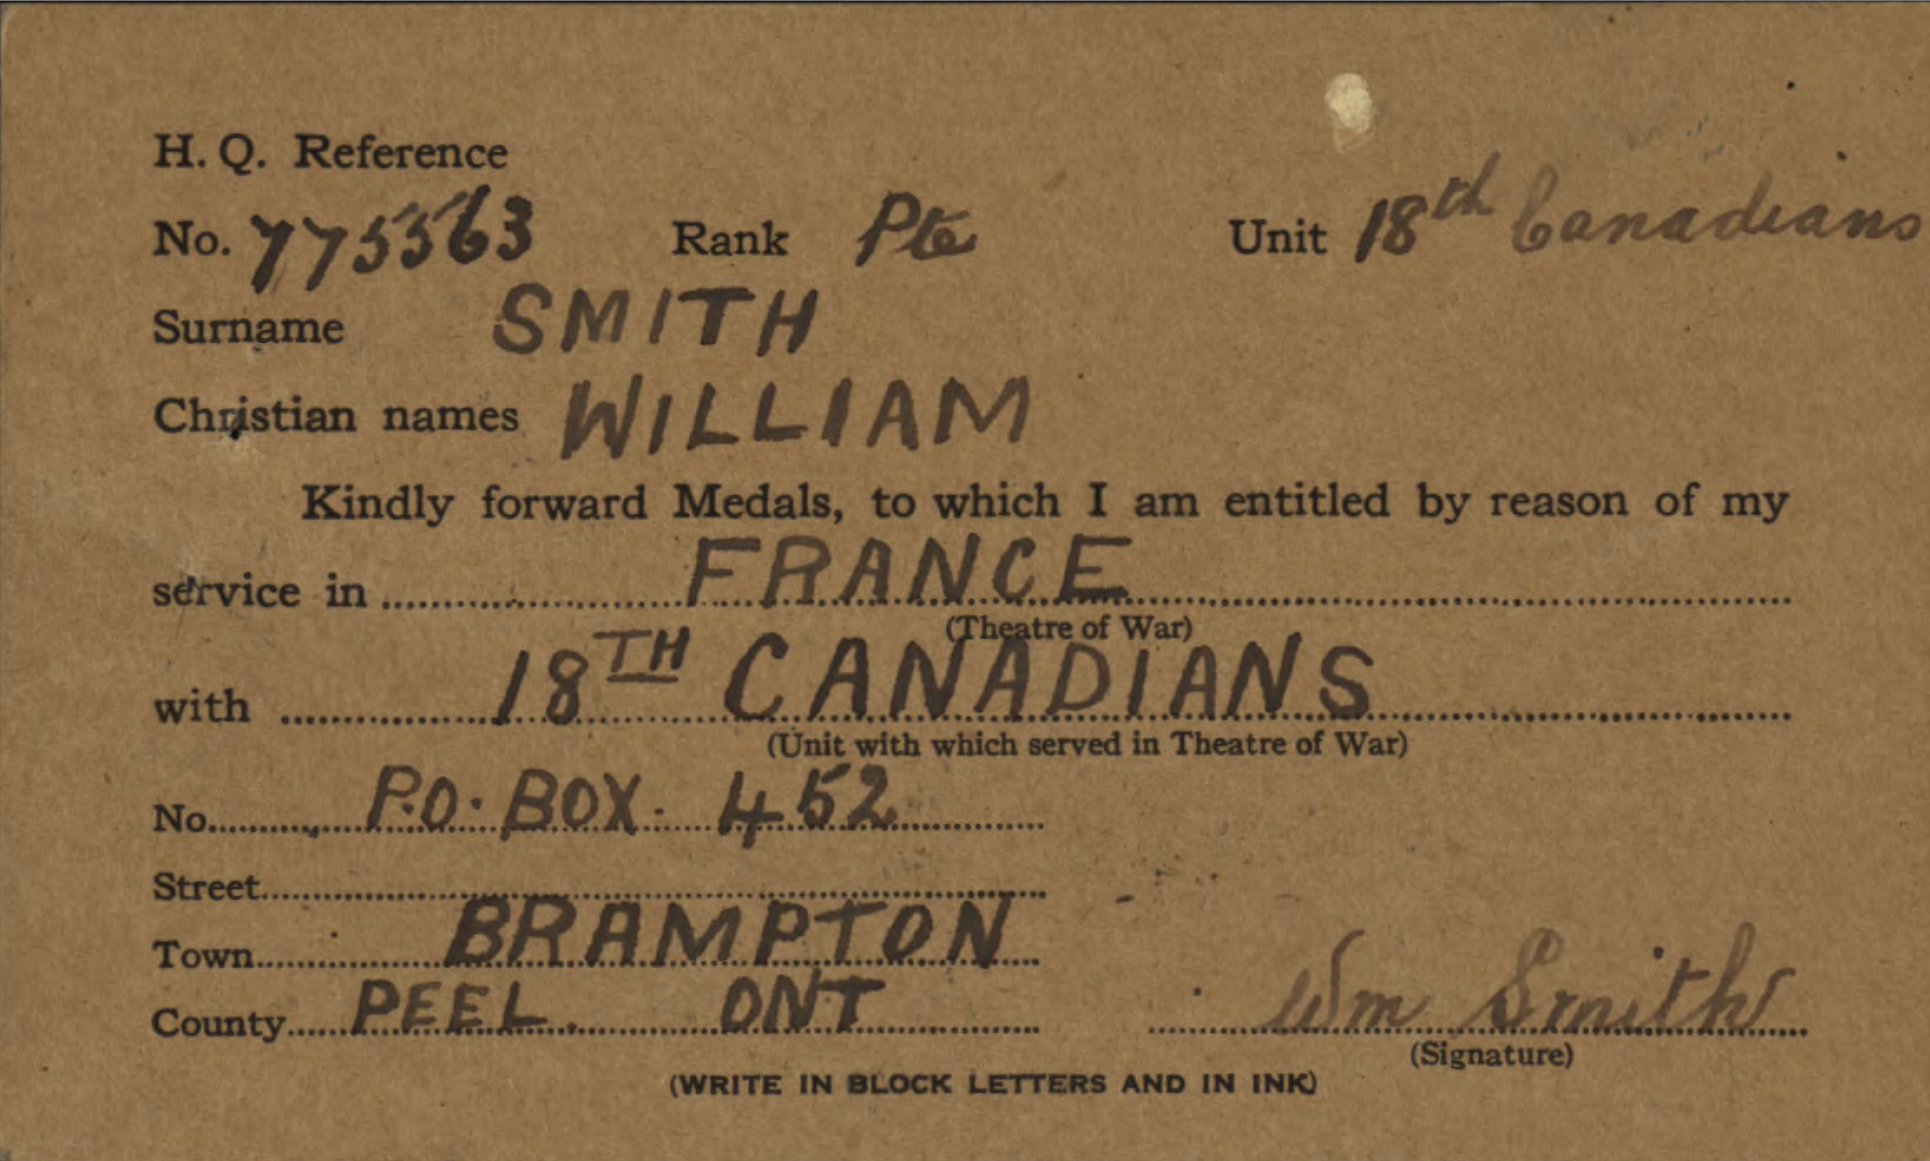 H. Q. Reference
No. 775563 Rank Pte Unit 18th Canadians
Surname SMITH
Christian names WILLIAM
Kindly forward Medals, to which I am entitled by reason of my
service in FRANCE
(Theatre of War)
with 18TH CANADIANS
(Unit with which served in Theatre of War)
No. P.O. BOX. 452
Street
Town BRAMPTON
County PEEL. ONT Wm Smith
(Signature)
(WRITE IN BLOCK LETTERS AND IN INK)